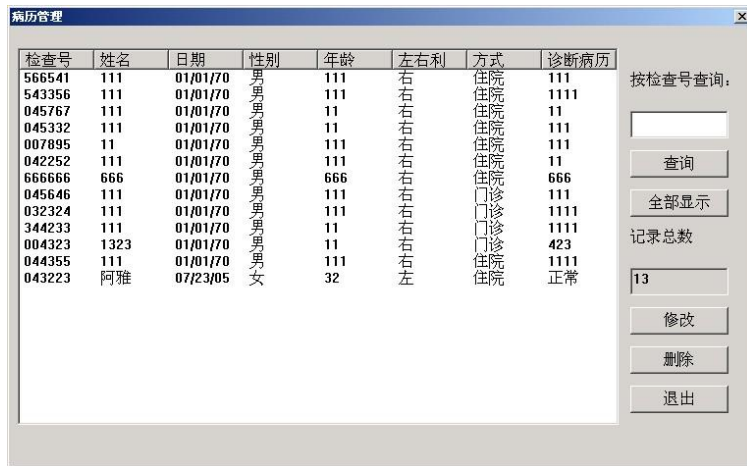 病历管理
检查号 姓名 日期 性别 年龄 左右利 方式 诊断病历
566541 111 01/01/70 男 111 右 住院 111
543356 111 01/01/70 男 111 右 住院 1111
045767 111 01/01/70 男 11 右 住院 11
045332 111 01/01/70 男 11 右 住院 111
007895 11 01/01/70 男 111 右 住院 111
042252 111 01/01/70 男 111 右 住院 11
666666 666 01/01/70 男 666 右 住院 666
045646 111 01/01/70 男 111 右 门诊 111
032324 111 01/01/70 男 111 右 门诊 1111
344233 111 01/01/70 男 11 右 门诊 1111
004323 1323 01/01/70 男 11 右 门诊 423
044355 111 01/01/70 男 111 右 住院 1111
043223 阿雅 07/23/05 女 32 左 住院 正常
按检查号查询:
查询
全部显示
记录总数
13
修改
删除
退出